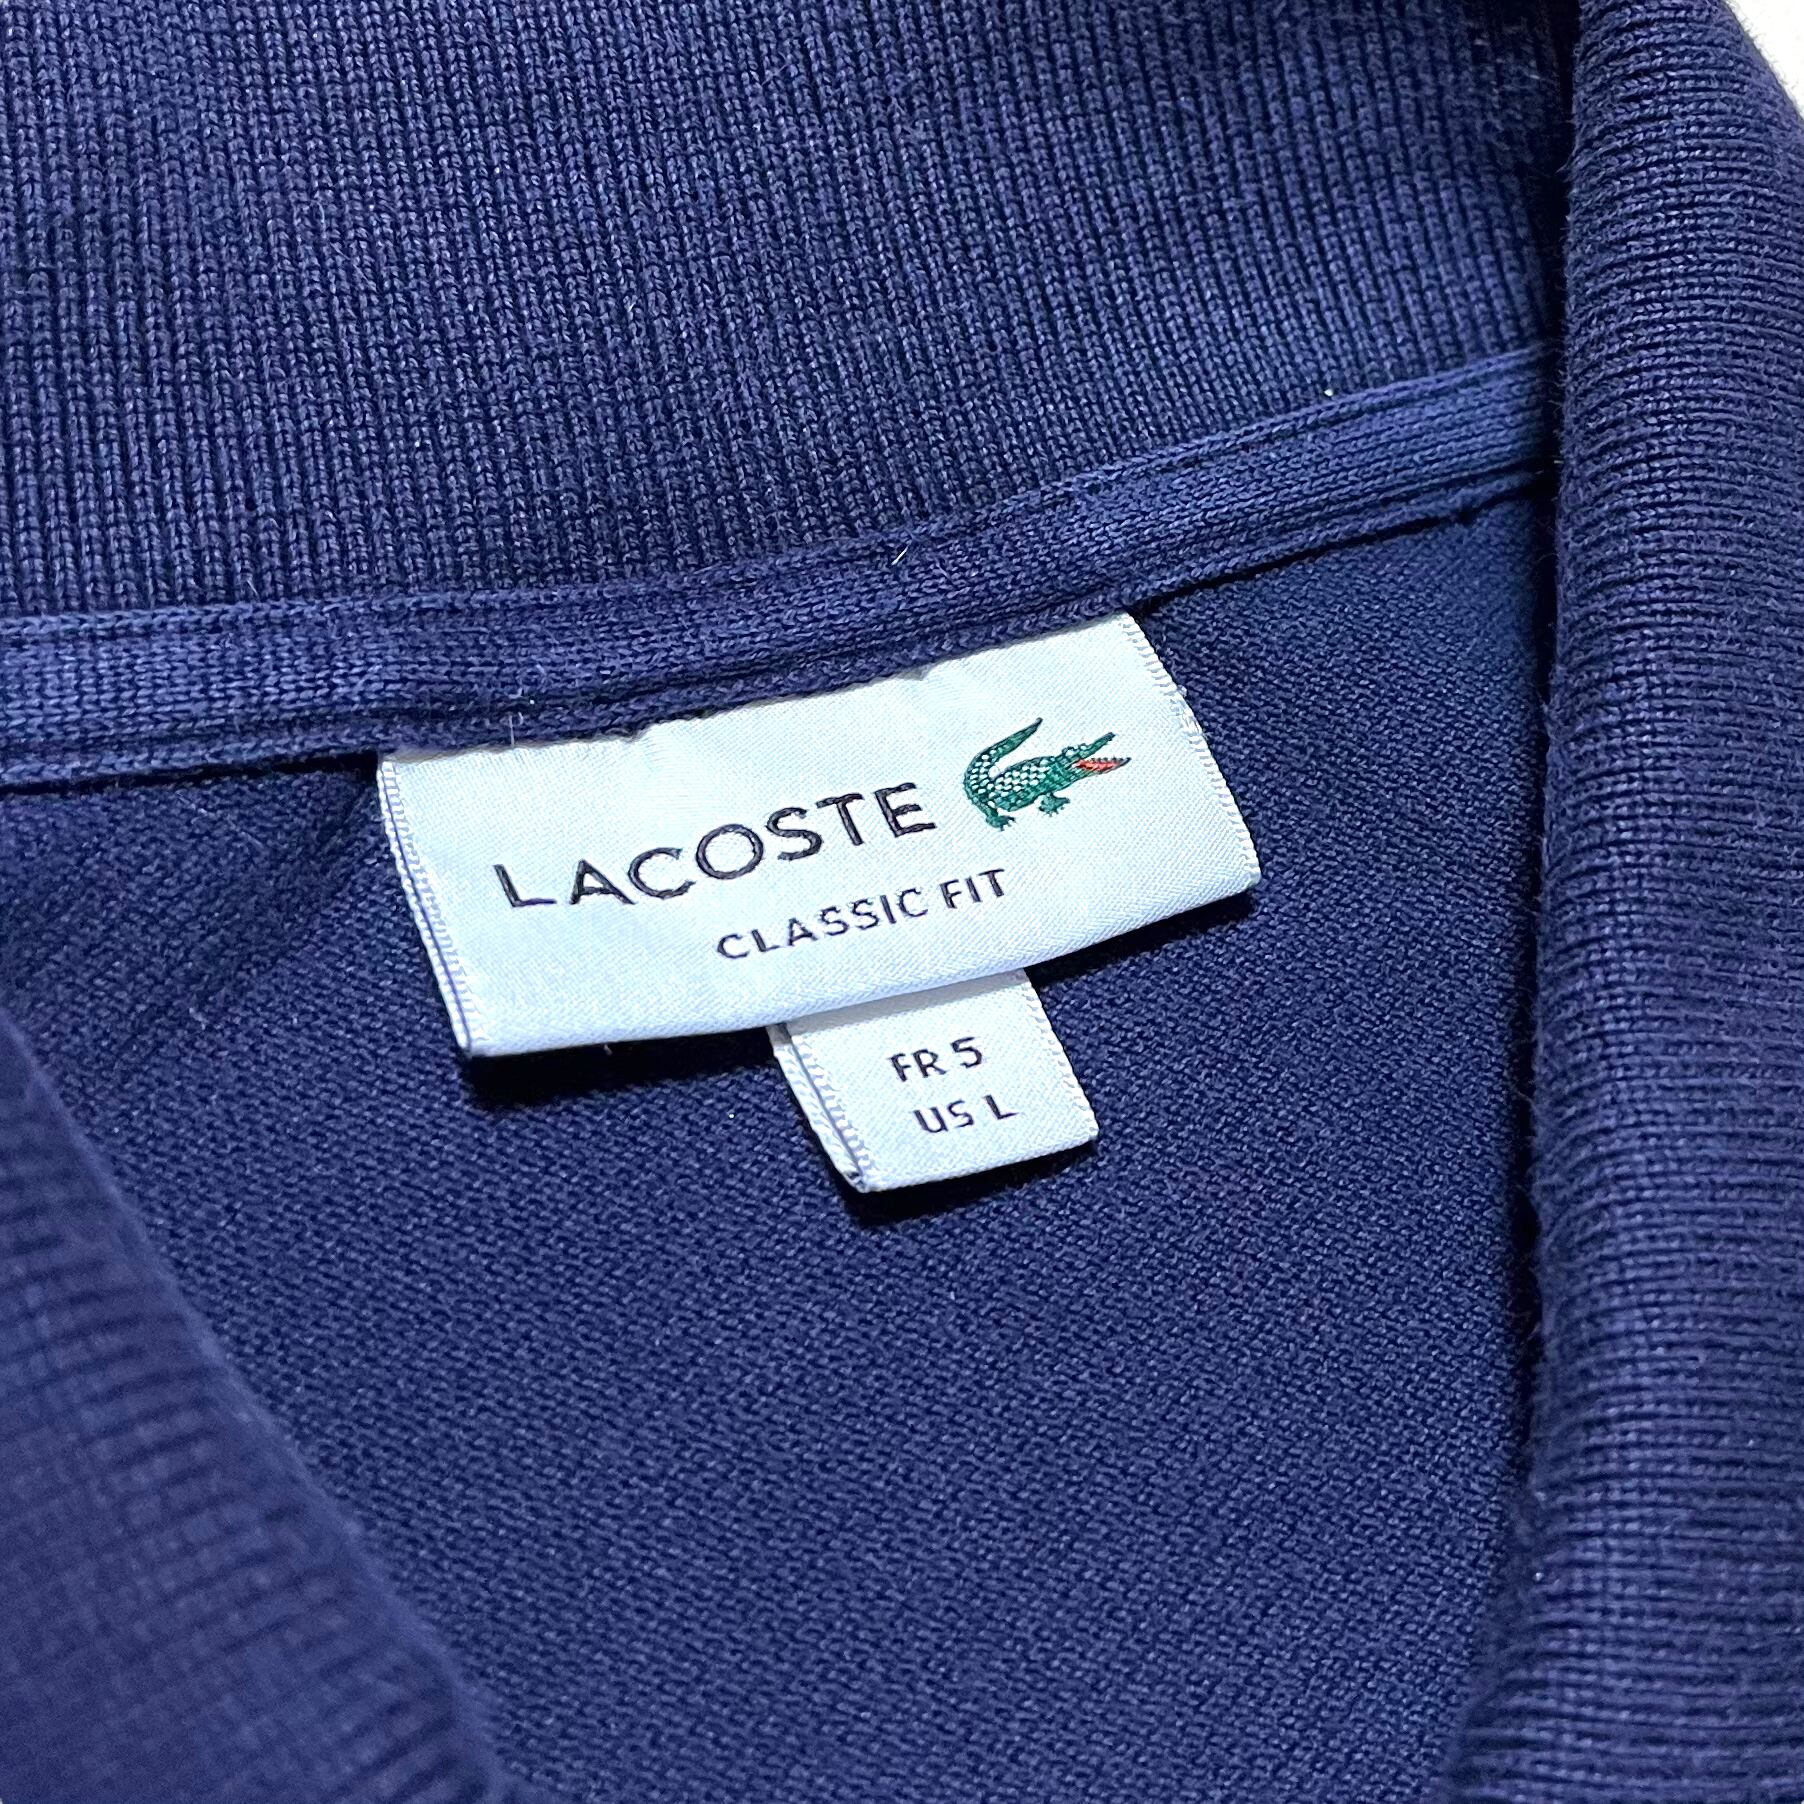 LACOSTE
CLASSIC FIT
FR 5
US L